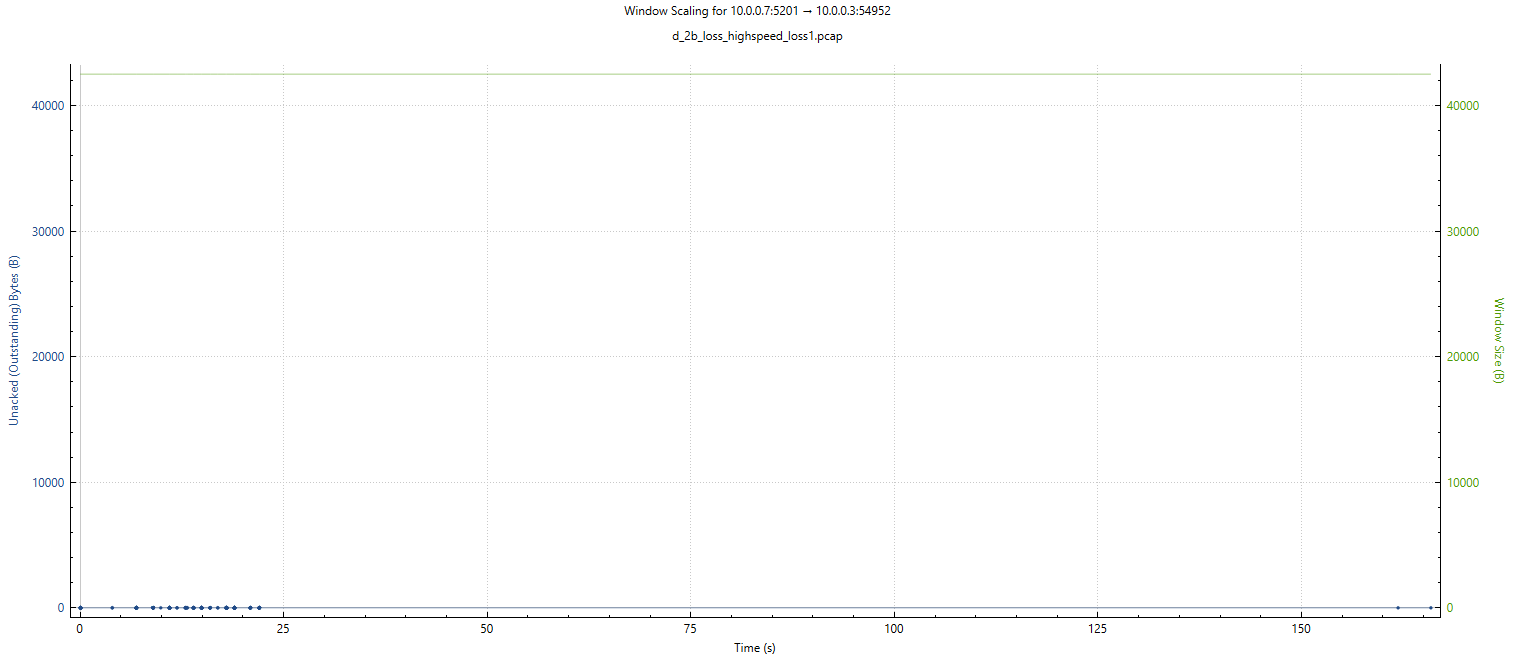 Window Scaling for 10.0.0.7:5201 → 10.0.0.3:54952
d_2b_loss_highspeed_loss1.pcap
Unacked (Outstanding) Bytes (B)
40000
30000
20000
10000
0
40000
30000
20000
10000
0
Window Size (B)
0 25 50 75 100 125 150
Time (s)